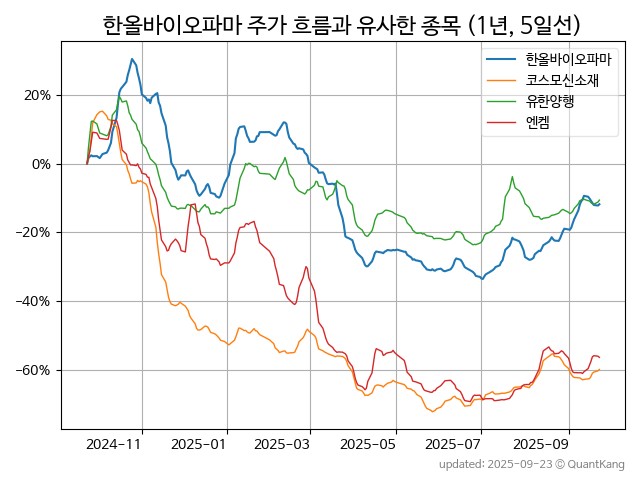 한올바이오파마 주가 흐름과 유사한 종목 (1년, 5일선)
한올바이오파마
코스모신소재
유한양행
엔켐
20%
0%
−20%
−40%
−60%
2024-11
2025-01
2025-03
2025-05
2025-07
2025-09
updated: 2025-09-23 © QuantKang